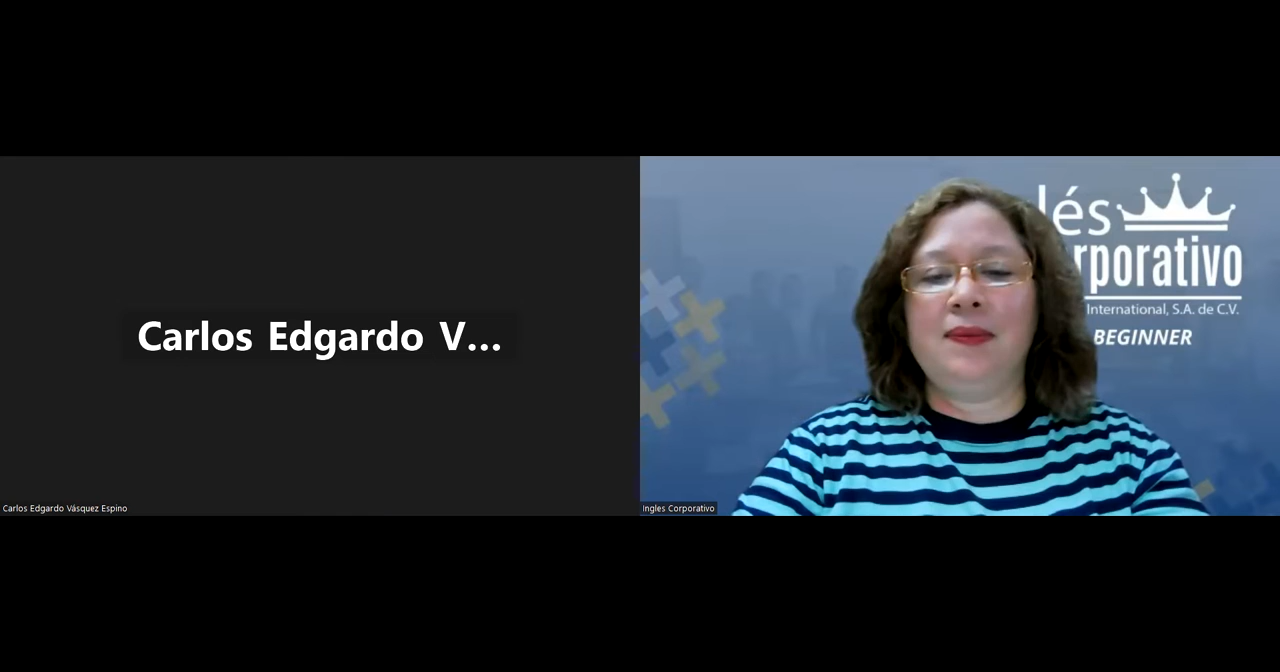 Carlos Edgardo V...
Carlos Edgardo Vásquez Espino
lés
rporativo
International, S.A. de C.V.
BEGINNER
Ingles Corporativo